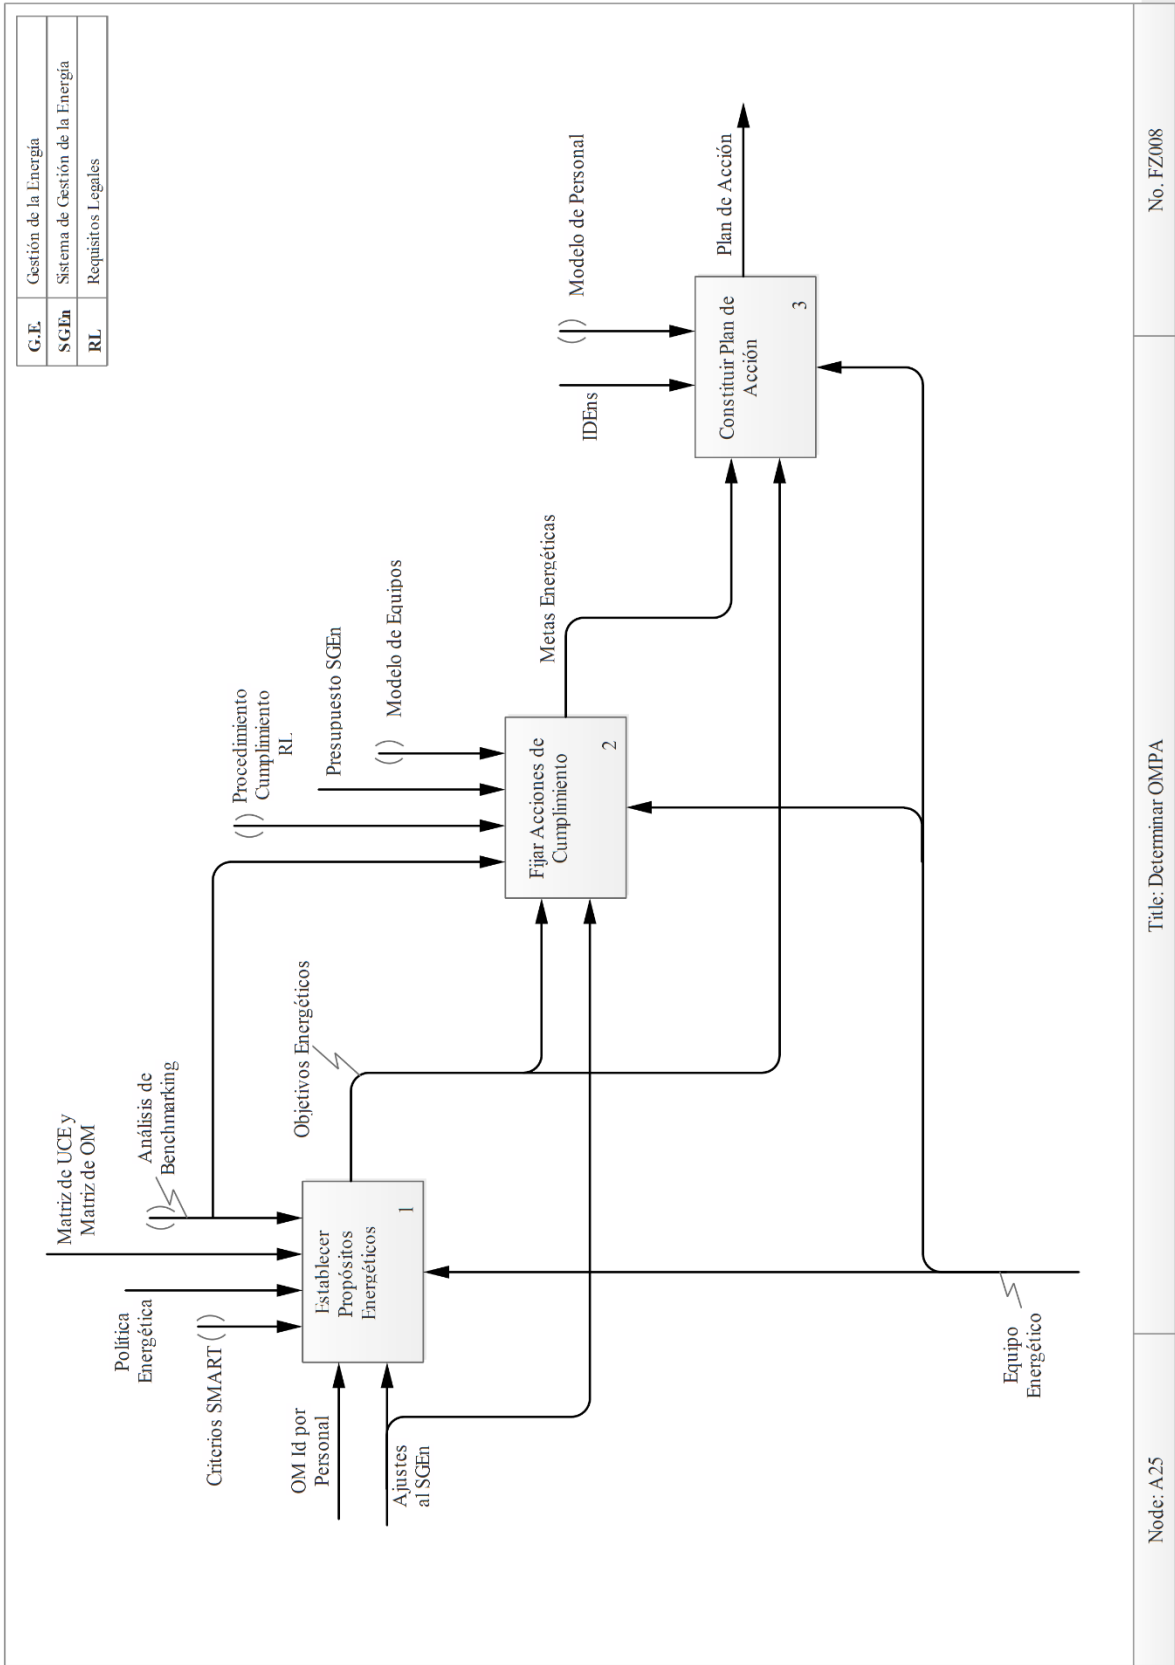 G.E. Gestión de la Energía
SGEn Sistema de Gestión de la Energía
RL Requisitos Legales
Matriz de UCE y
Matriz de OM
Análisis de
Benchmarking
Política
Energética
Criterios SMART
OM Id por
Personal
Ajustes
al SGEn
Establecer
Propósitos
Energéticos
1
Objetivos Energéticos
Procedimiento
Cumplimiento
RL
Presupuesto SGEn
Modelo de Equipos
Fijar Acciones de
Cumplimiento
2
Metas Energéticas
IDEns
Modelo de Personal
Constituir Plan de
Acción
3
Plan de Acción
Equipo
Energético
Node: A25
Title: Determinar OMPA
No. FZ008